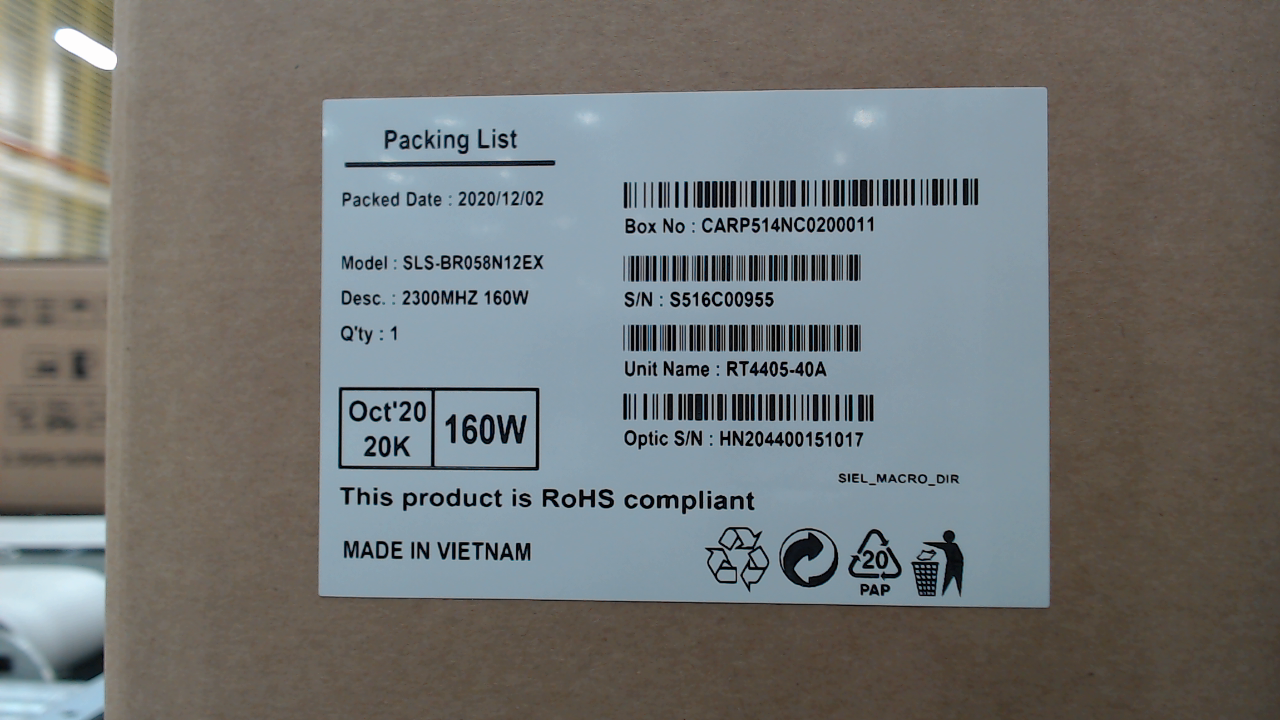 Packing List
Packed Date : 2020/12/02
Model : SLS-BR058N12EX
Desc. : 2300MHZ 160W
Q'ty : 1
Oct'20
20K
160W
Box No : CARP514NC0200011
S/N : S516C00955
Unit Name : RT4405-40A
Optic S/N : HN204400151017
SIEL_MACRO_DIR
This product is RoHS compliant
MADE IN VIETNAM
20
PAP